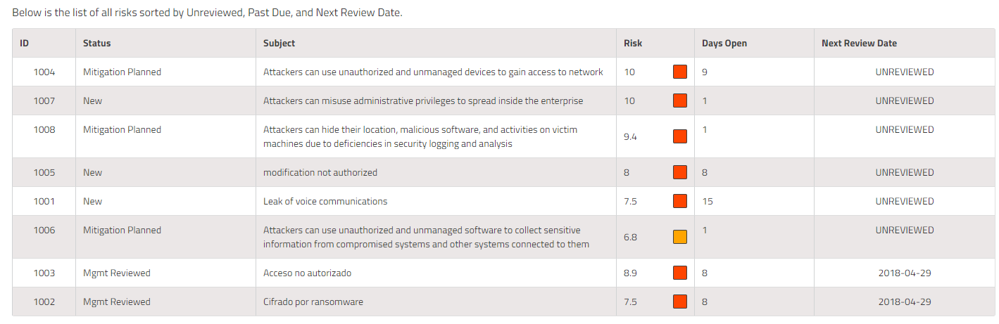 Below is the list of all risks sorted by Unreviewed, Past Due, and Next Review Date.
ID Status Subject Risk Days Open Next Review Date
1004 Mitigation Planned Attackers can use unauthorized and unmanaged devices to gain access to network 10 9 UNREVIEWED
1007 New Attackers can misuse administrative privileges to spread inside the enterprise 10 1 UNREVIEWED
1008 Mitigation Planned Attackers can hide their location, malicious software, and activities on victim
machines due to deficiencies in security logging and analysis 9.4 1 UNREVIEWED
1005 New modification not authorized 8 8 UNREVIEWED
1001 New Leak of voice communications 7.5 15 UNREVIEWED
1006 Mitigation Planned Attackers can use unauthorized and unmanaged software to collect sensitive
information from compromised systems and other systems connected to them 6.8 1 UNREVIEWED
1003 Mgmt Reviewed Acceso no autorizado 8.9 8 2018-04-29
1002 Mgmt Reviewed Cifrado por ransomware 7.5 8 2018-04-29